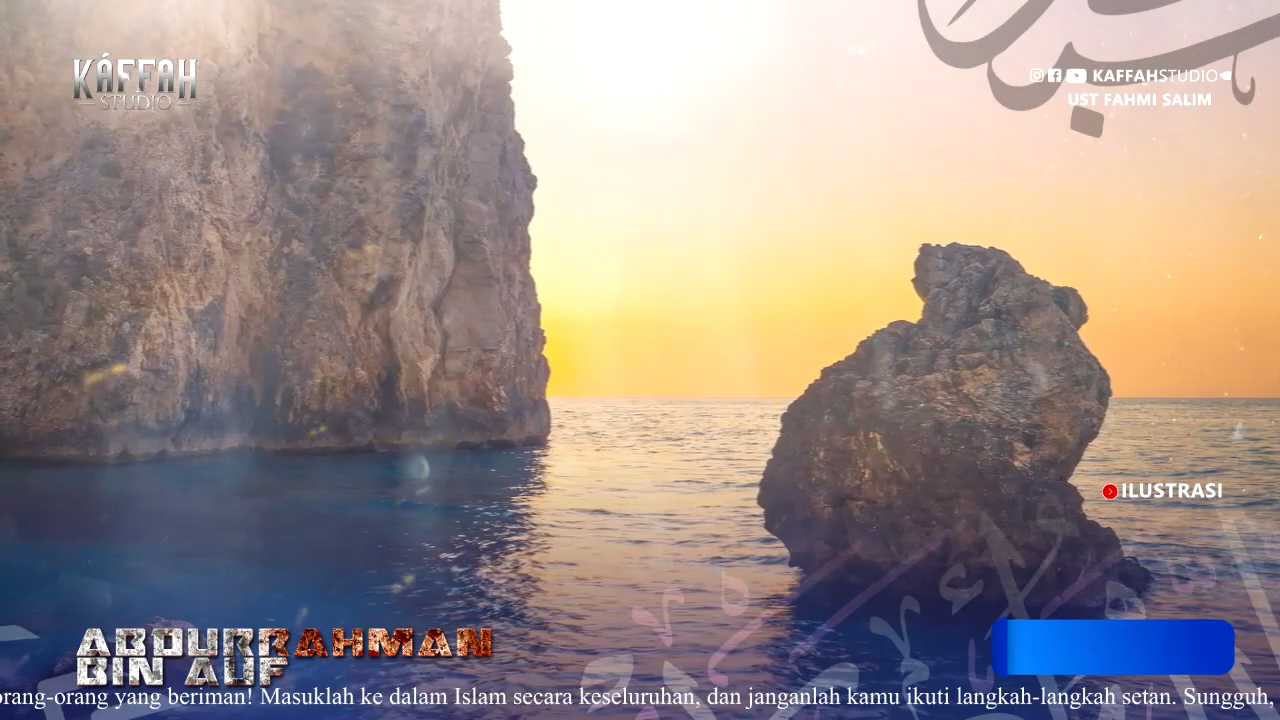 KÁFFAH
STUDIO
KAFFAHSTUDIO
UST FAHMI SALIM
ILUSTRASI
ABDURRAHMAN
BIN AUF
orang-orang yang beriman! Masuklah ke dalam Islam secara keseluruhan, dan janganlah kamu ikuti langkah-langkah setan. Sungguh,